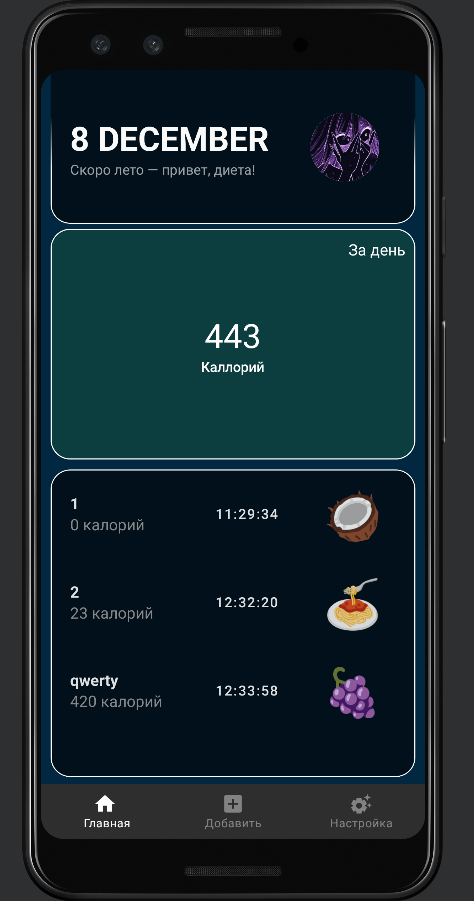 8 DECEMBER
Скоро лето — привет, диета!
За день
443
Каллорий
1
0 калорий
11:29:34
2
23 калорий
12:32:20
qwerty
420 калорий
12:33:58
Главная
Добавить
Настройка